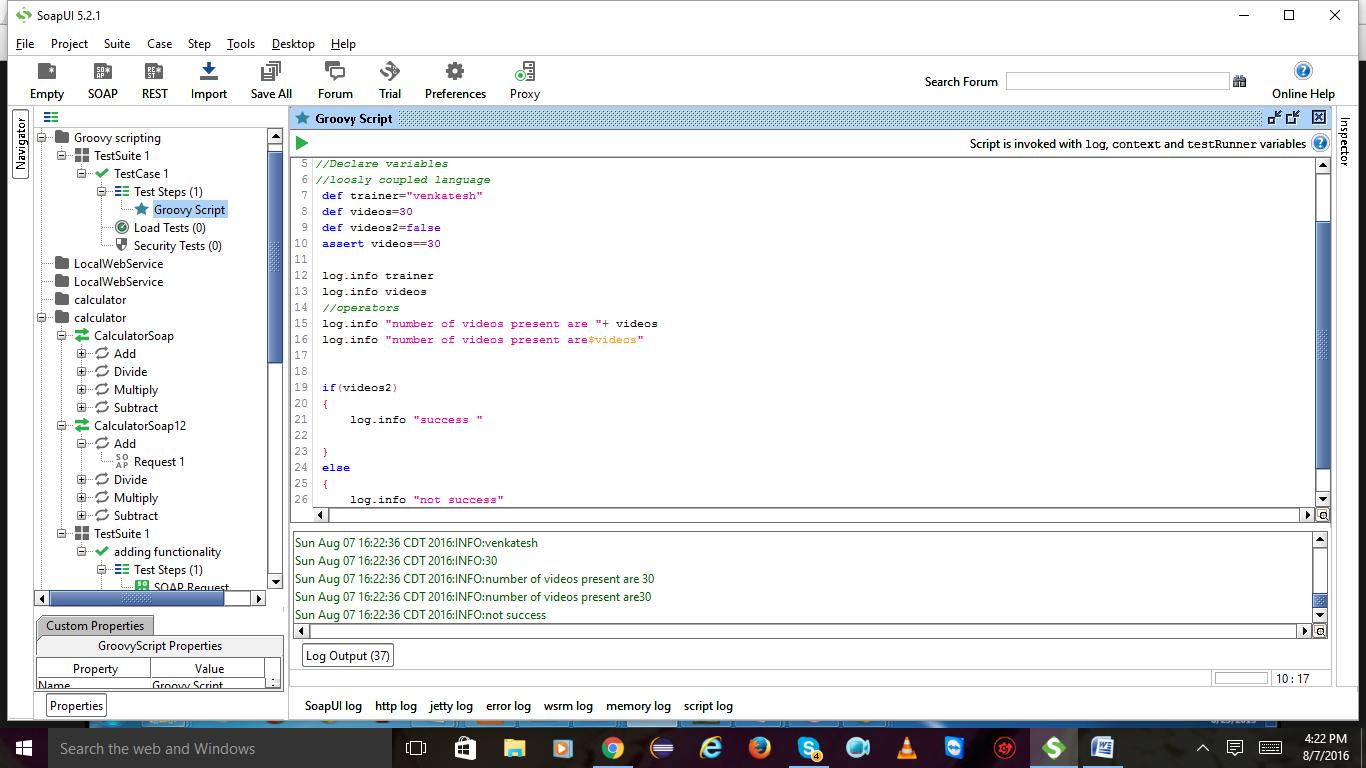 SoapUI 5.2.1
File Project Suite Case Step Tools Desktop Help
Empty SOAP REST Import Save All Forum Trial Preferences Proxy
Search Forum
Online Help
Navigator
Groovy scripting
TestSuite 1
TestCase 1
Test Steps (1)
Groovy Script
Load Tests (0)
Security Tests (0)
LocalWebService
LocalWebService
calculator
calculator
CalculatorSoap
Add
Divide
Multiply
Subtract
CalculatorSoap12
Add
Request 1
Divide
Multiply
Subtract
TestSuite 1
adding functionality
Test Steps (1)
SOAP Request
Custom Properties
GroovyScript Properties
Property Value
Name Groovy Script
Properties
Groovy Script
Script is invoked with log, context and testRunner variables
5 //Declare variables
6 //loosly coupled language
7 def trainer="venkatesh"
8 def videos=30
9 def videos2=false
10 assert videos==30
11
12 log.info trainer
13 log.info videos
14 //operators
15 log.info "number of videos present are "+ videos
16 log.info "number of videos present are$videos"
17
18
19 if(videos2)
20 {
21 log.info "success "
22
23 }
24 else
25 {
26 log.info "not success"
Sun Aug 07 16:22:36 CDT 2016:INFO:venkatesh
Sun Aug 07 16:22:36 CDT 2016:INFO:30
Sun Aug 07 16:22:36 CDT 2016:INFO:number of videos present are 30
Sun Aug 07 16:22:36 CDT 2016:INFO:number of videos present are30
Sun Aug 07 16:22:36 CDT 2016:INFO:not success
Log Output (37)
10 : 17
SoapUI log http log jetty log error log wsrm log memory log script log
Inspector
Search the web and Windows
4
4:22 PM
8/7/2016